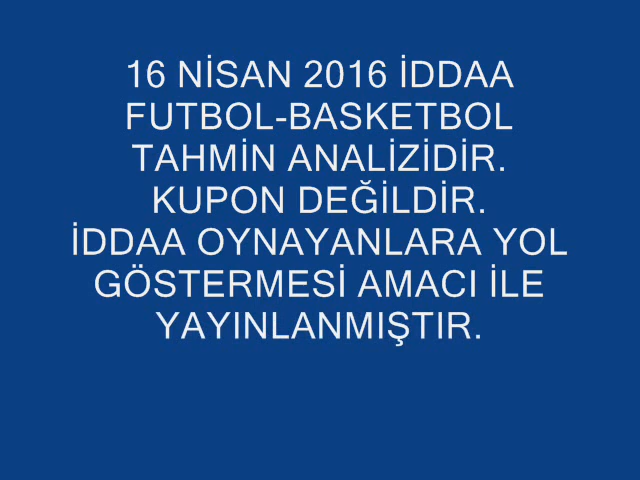 16 NİSAN 2016 İDDAA
FUTBOL-BASKETBOL
TAHMİN ANALİZİDİR.
KUPON DEĞİLDİR.
İDDAA OYNAYANLARA YOL
GÖSTERMESİ AMACI İLE
YAYINLANMIŞTIR.